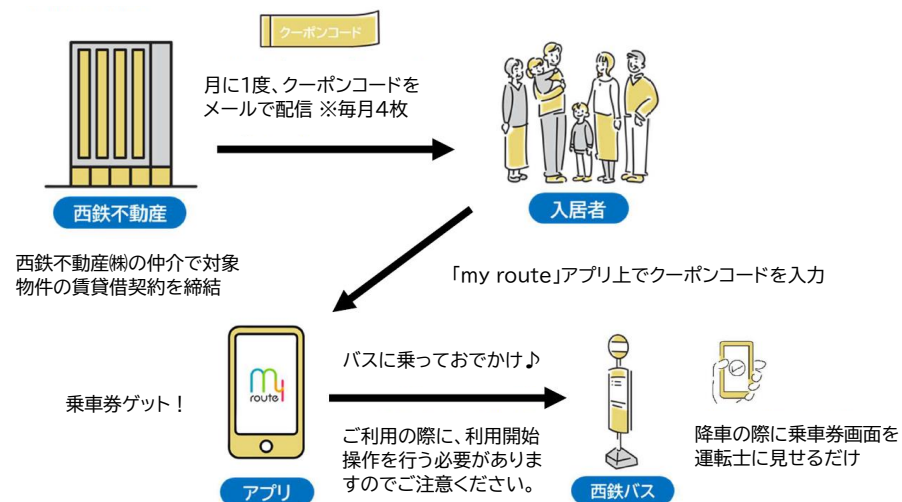 クーポンコード
月に1度、クーポンコードを
メールで配信 ※毎月4枚
西鉄不動産
入居者
西鉄不動産㈱の仲介で対象
物件の賃貸借契約を締結
「my route」アプリ上でクーポンコードを入力
乗車券ゲット！
my
route
アプリ
バスに乗っておでかけ♪
ご利用の際に、利用開始
操作を行う必要がありま
すのでご注意ください。
西鉄バス
降車の際に乗車券画面を
運転士に見せるだけ